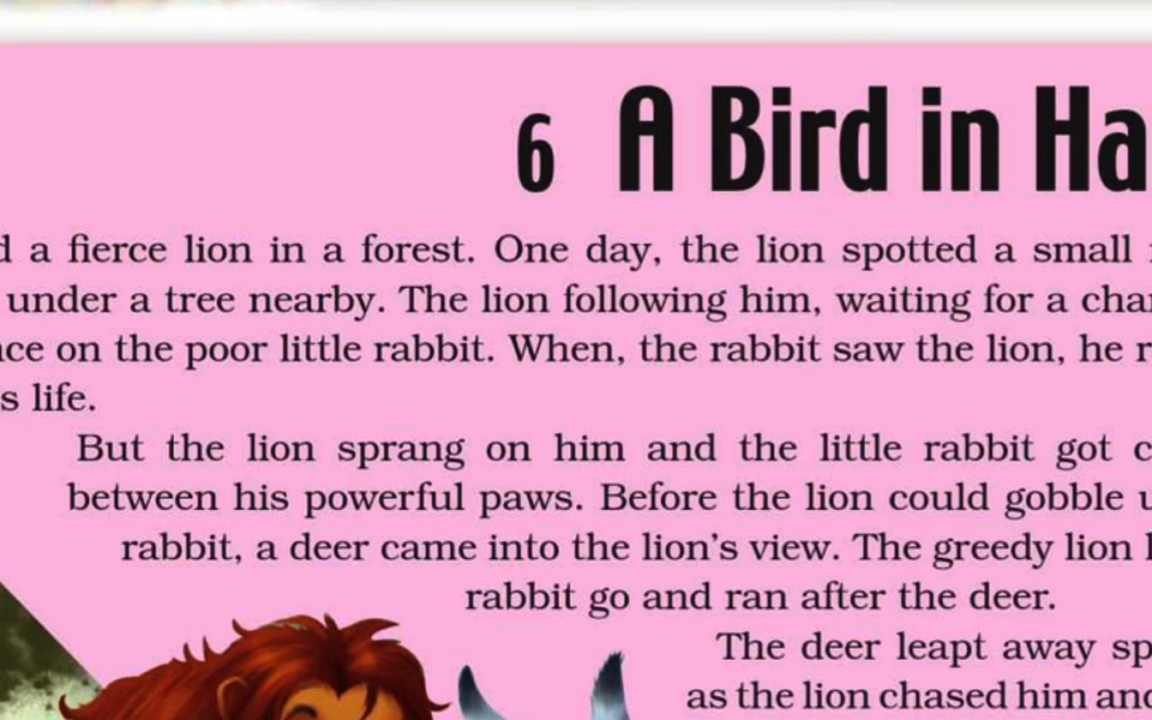 6 A Bird in Ha
d a fierce lion in a forest. One day, the lion spotted a small
under a tree nearby. The lion following him, waiting for a chan
nce on the poor little rabbit. When, the rabbit saw the lion, he r
s life.
But the lion sprang on him and the little rabbit got c
between his powerful paws. Before the lion could gobble u
rabbit, a deer came into the lion's view. The greedy lion l
rabbit go and ran after the deer.
The deer leapt away sp
as the lion chased him and